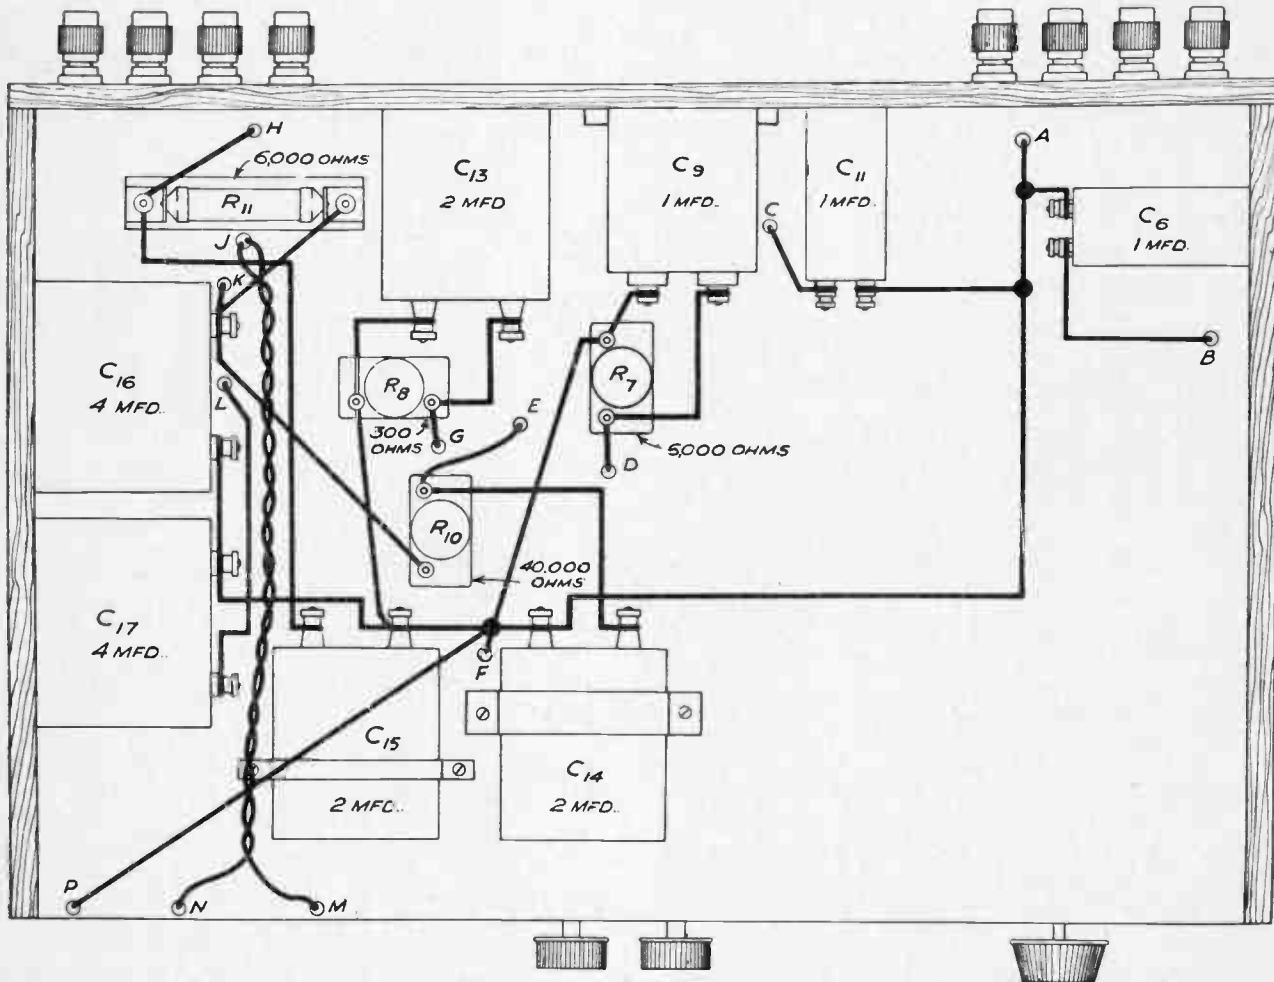 H
6,000 OHMS
R11
J
K
C13
2 MFD
C9
1 MFD.
C
C11
1 MFD.
A
C6
1 MFD.
B
C16
4 MFD.
L
R8
300
OHMS
G
E
R7
5,000 OHMS
D
R10
40,000
OHMS
C17
4 MFD.
F
C15
2 MFD.
C14
2 MFD.
P
N
M